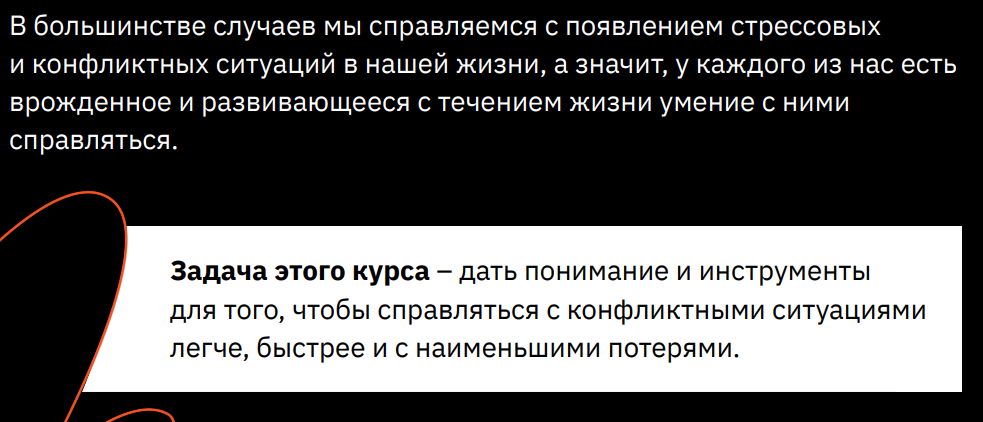 В большинстве случаев мы справляемся с появлением стрессовых
и конфликтных ситуаций в нашей жизни, а значит, у каждого из нас есть
врожденное и развивающееся с течением жизни умение с ними
справляться.
Задача этого курса – дать понимание и инструменты
для того, чтобы справляться с конфликтными ситуациями
легче, быстрее и с наименьшими потерями.